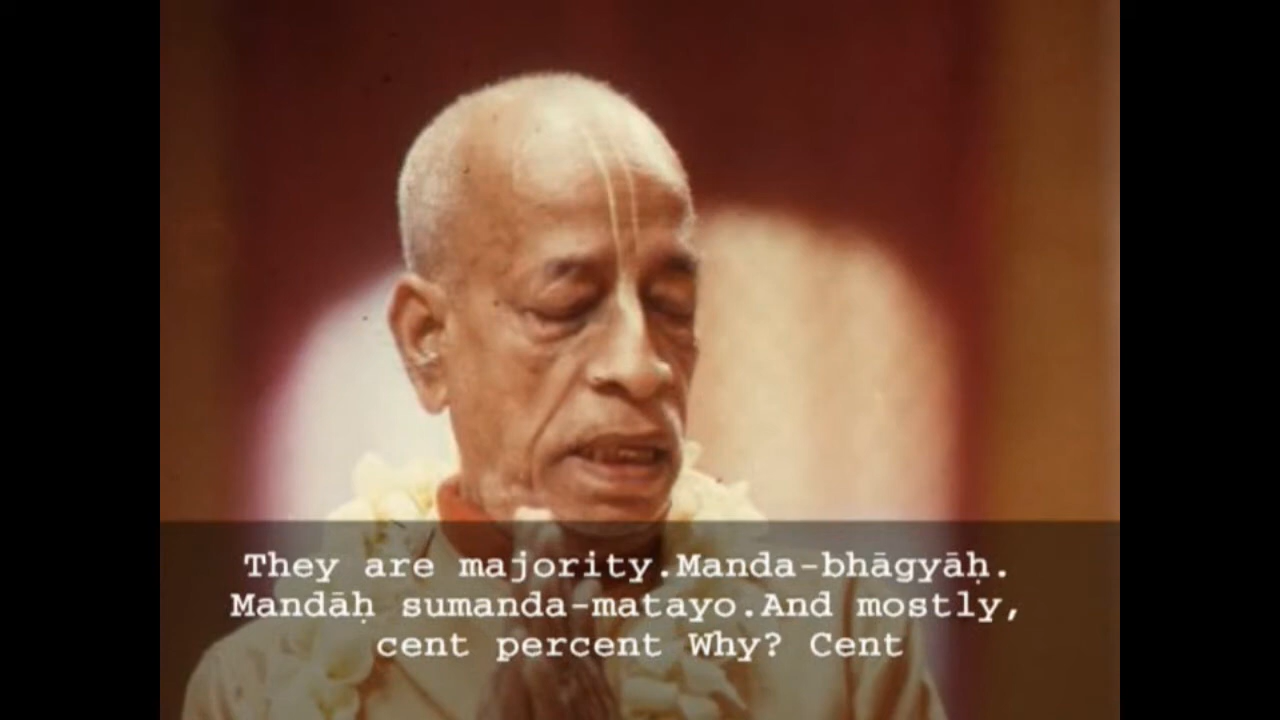 They are majority.Manda-bhāgyāḥ.
Mandāḥ sumanda-matayo.And mostly,
cent percent Why? Cent